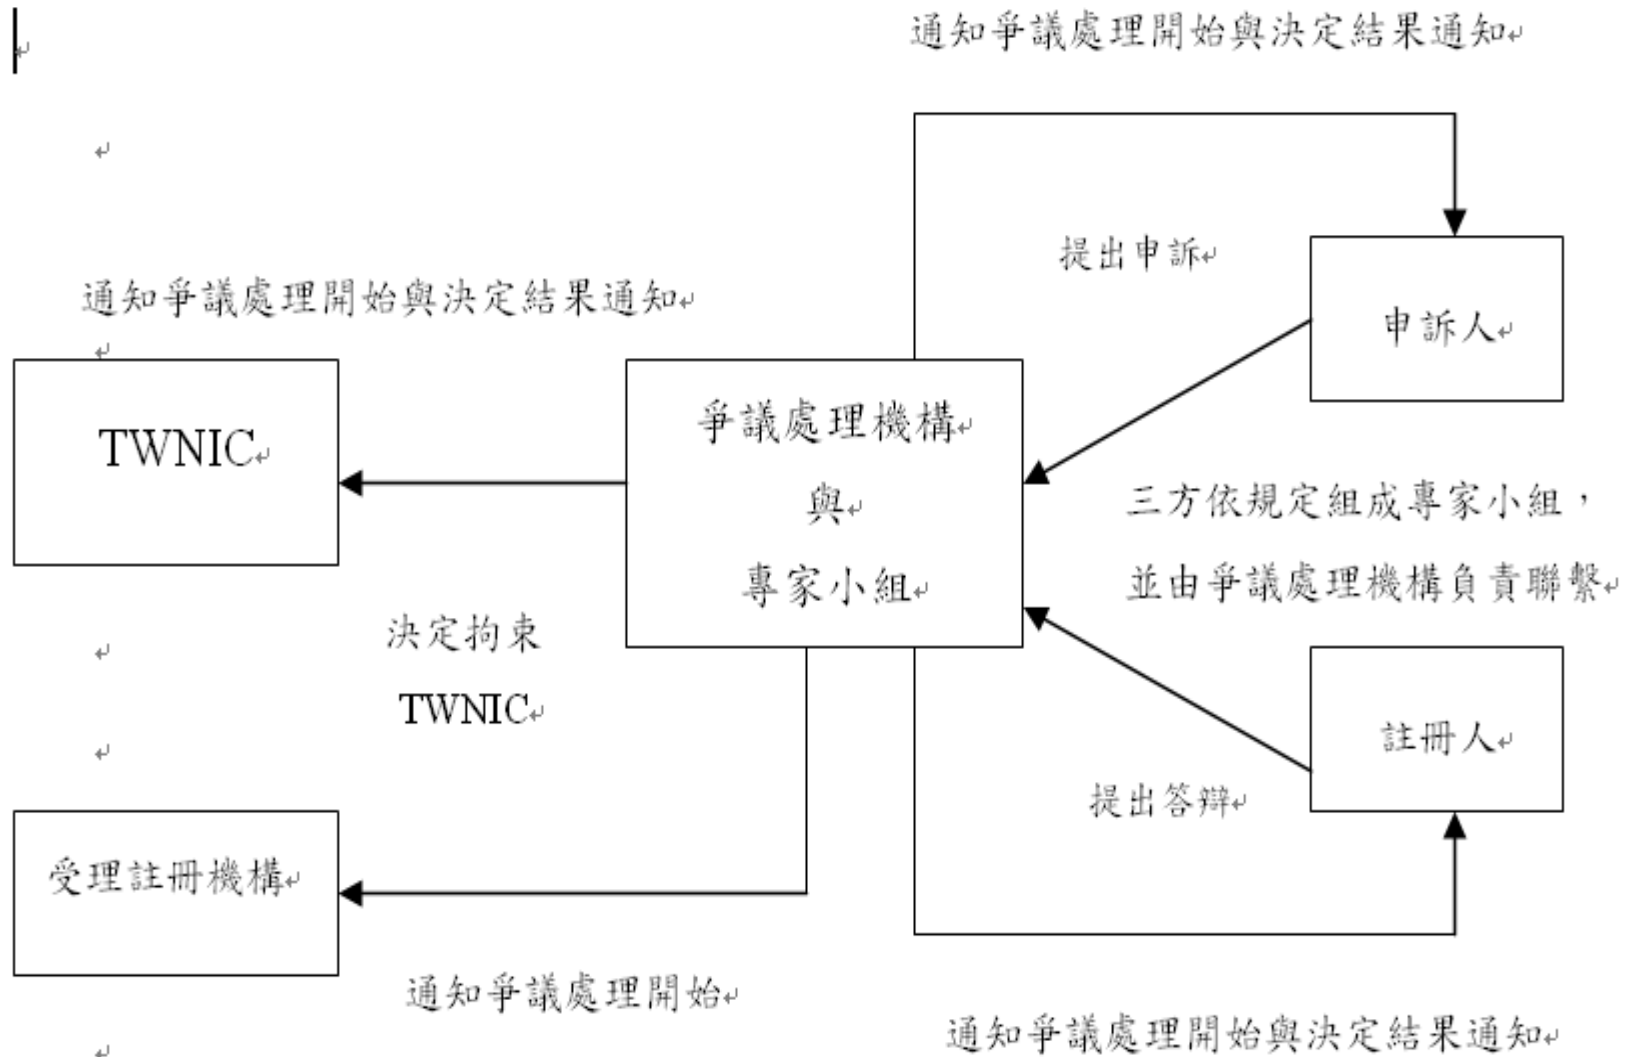 通知爭議處理開始與決定結果通知
提出申訴
通知爭議處理開始與決定結果通知
申訴人
TWNIC
爭議處理機構
與
專家小組
三方依規定組成專家小組，
並由爭議處理機構負責聯繫
決定拘束
TWNIC
註冊人
提出答辯
受理註冊機構
通知爭議處理開始
通知爭議處理開始與決定結果通知